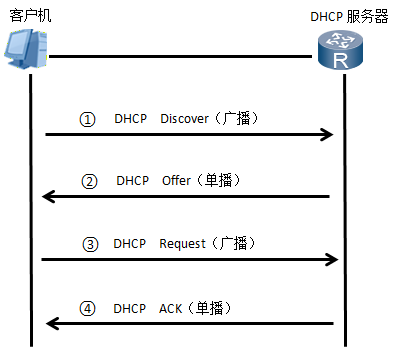 客户机
DHCP 服务器
R
① DHCP Discover（广播）
② DHCP Offer（单播）
③ DHCP Request（广播）
④ DHCP ACK（单播）